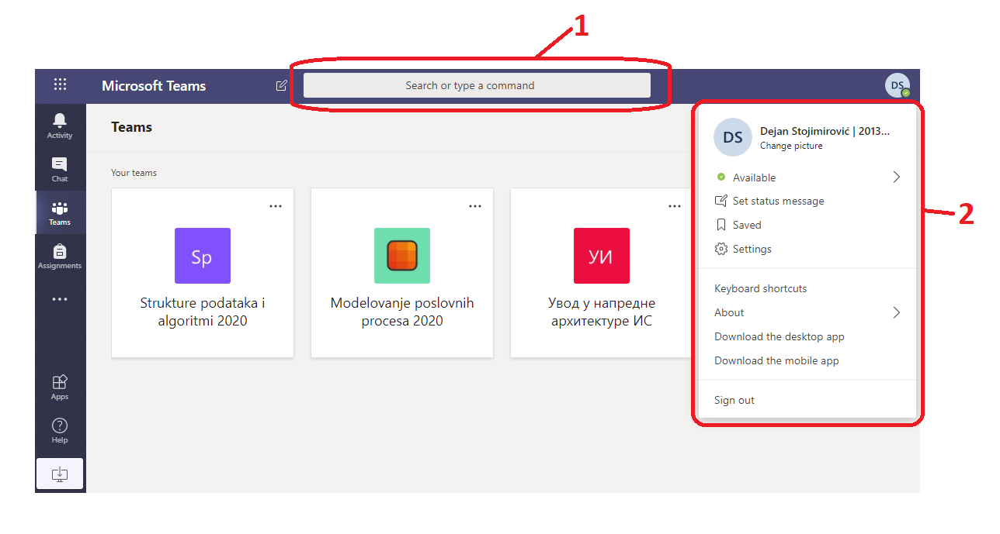 1
Microsoft Teams
Search or type a command
DS
Activity
Chat
Teams
Assignments
Apps
Help
Teams
Your teams
Sp
Strukture podataka i
algoritmi 2020
Modelovanje poslovnih
procesa 2020
УИ
Увод у напредне
архитектуре ИС
DS
Dejan Stojimirović | 2013...
Change picture
Available
Set status message
Saved
Settings
Keyboard shortcuts
About
Download the desktop app
Download the mobile app
Sign out
2